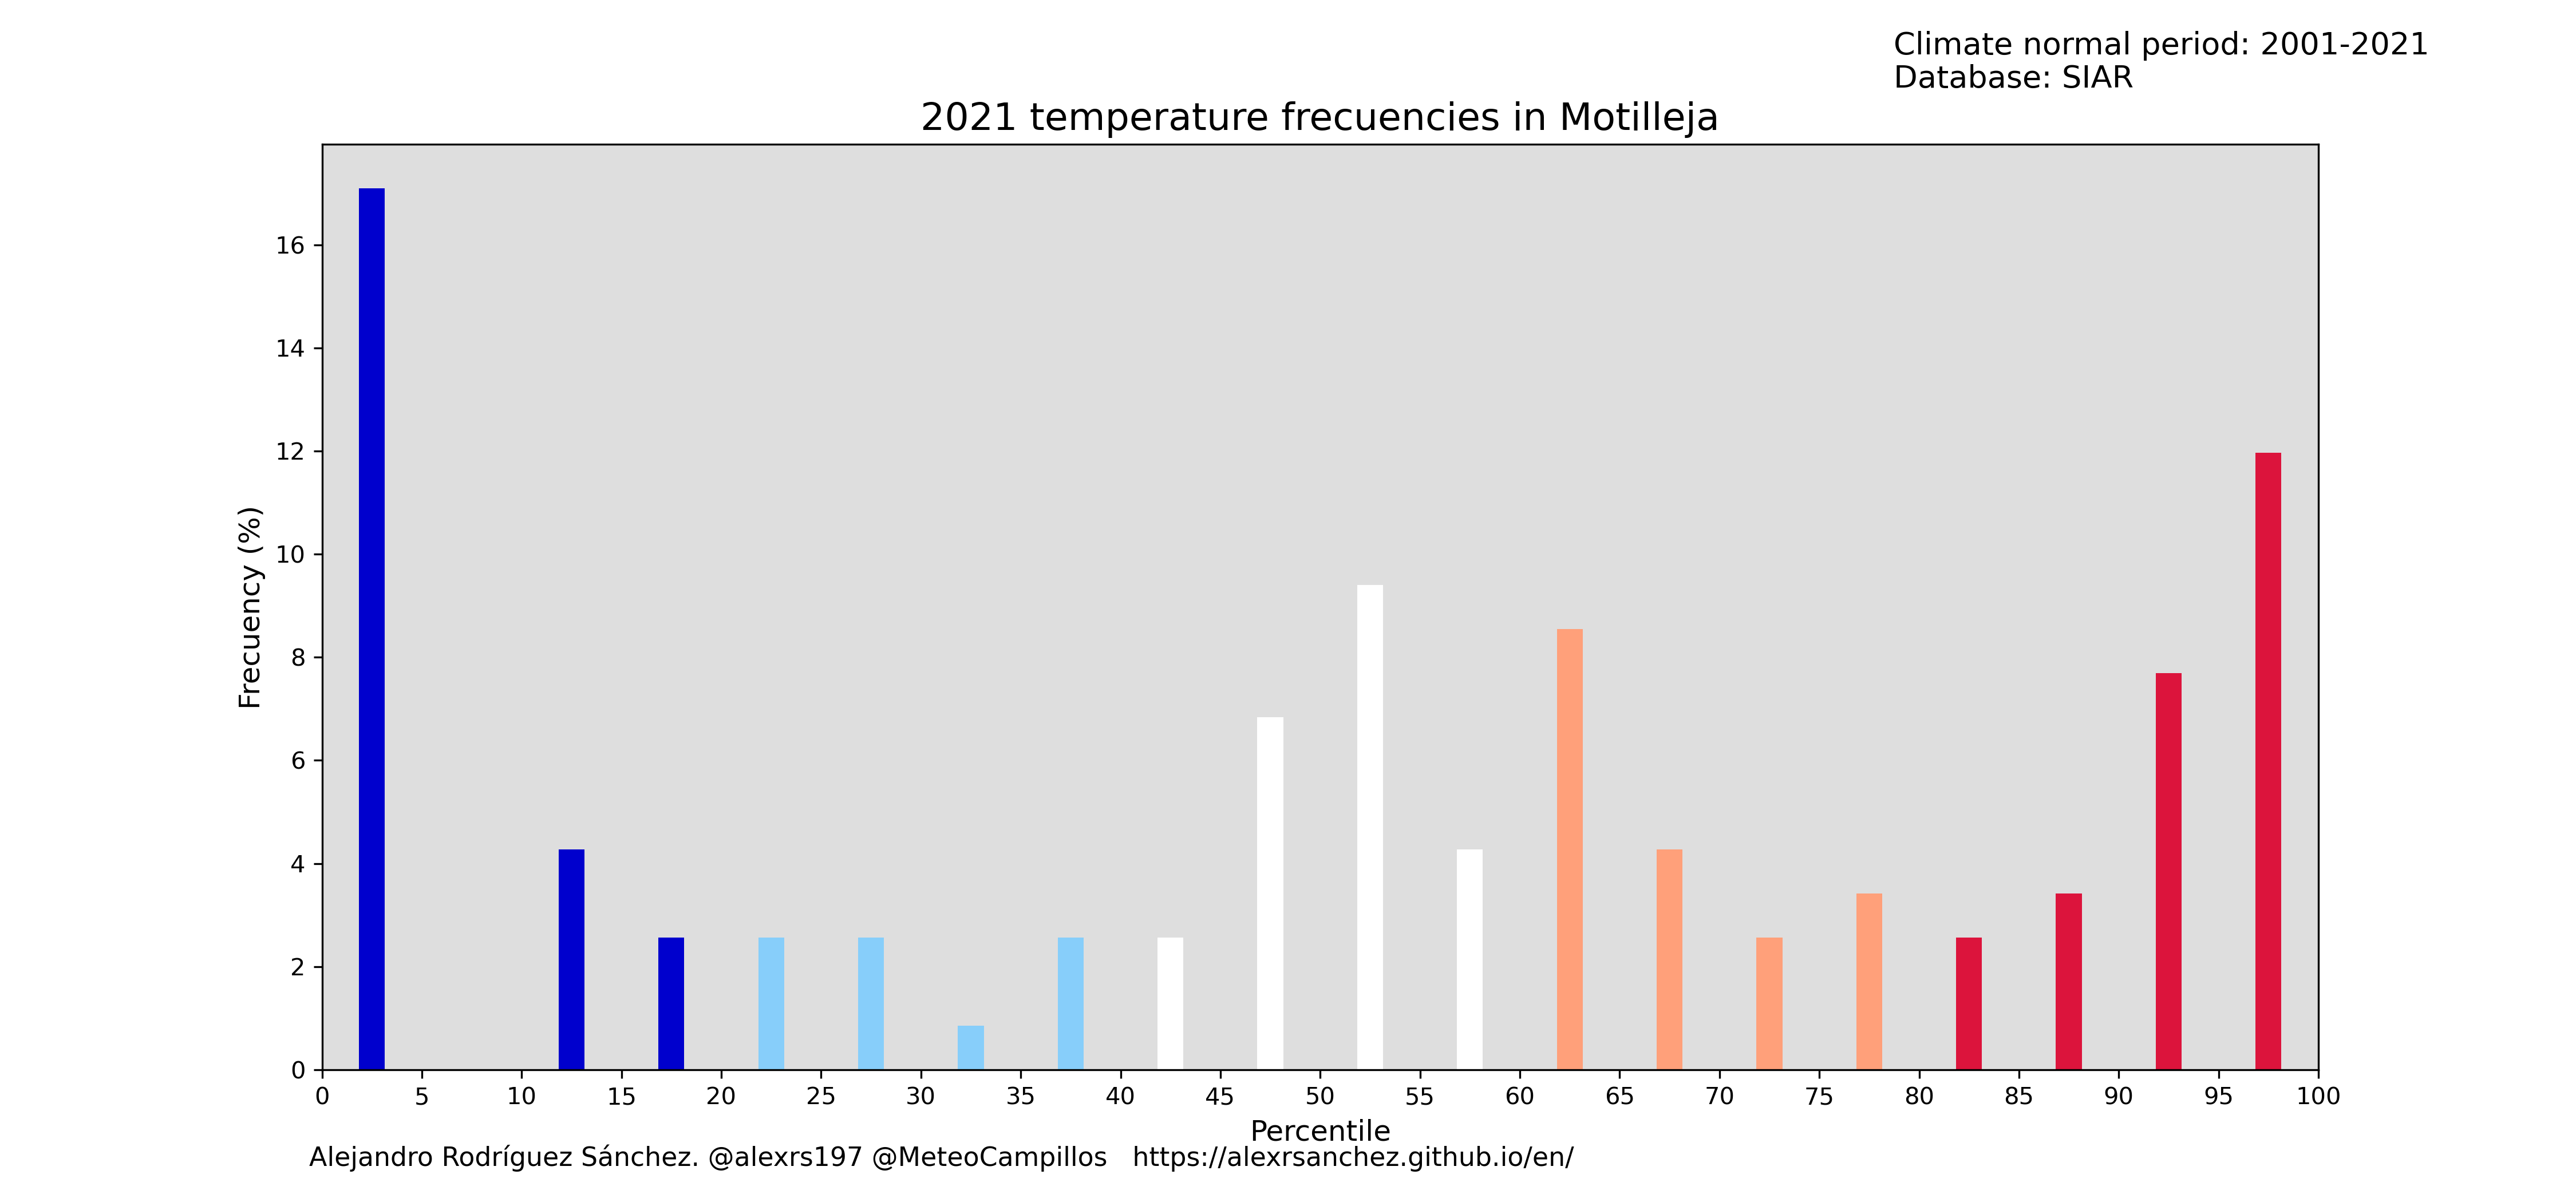 Climate normal period: 2001-2021
Database: SIAR
2021 temperature frecuencies in Motilleja
Frecuency (%)
16
14
12
10
8
6
4
2
0
0 5 10 15 20 25 30 35 40 45 50 55 60 65 70 75 80 85 90 95 100
Percentile
Alejandro Rodríguez Sánchez. @alexrs197 @MeteoCampillos https://alexrsanchez.github.io/en/